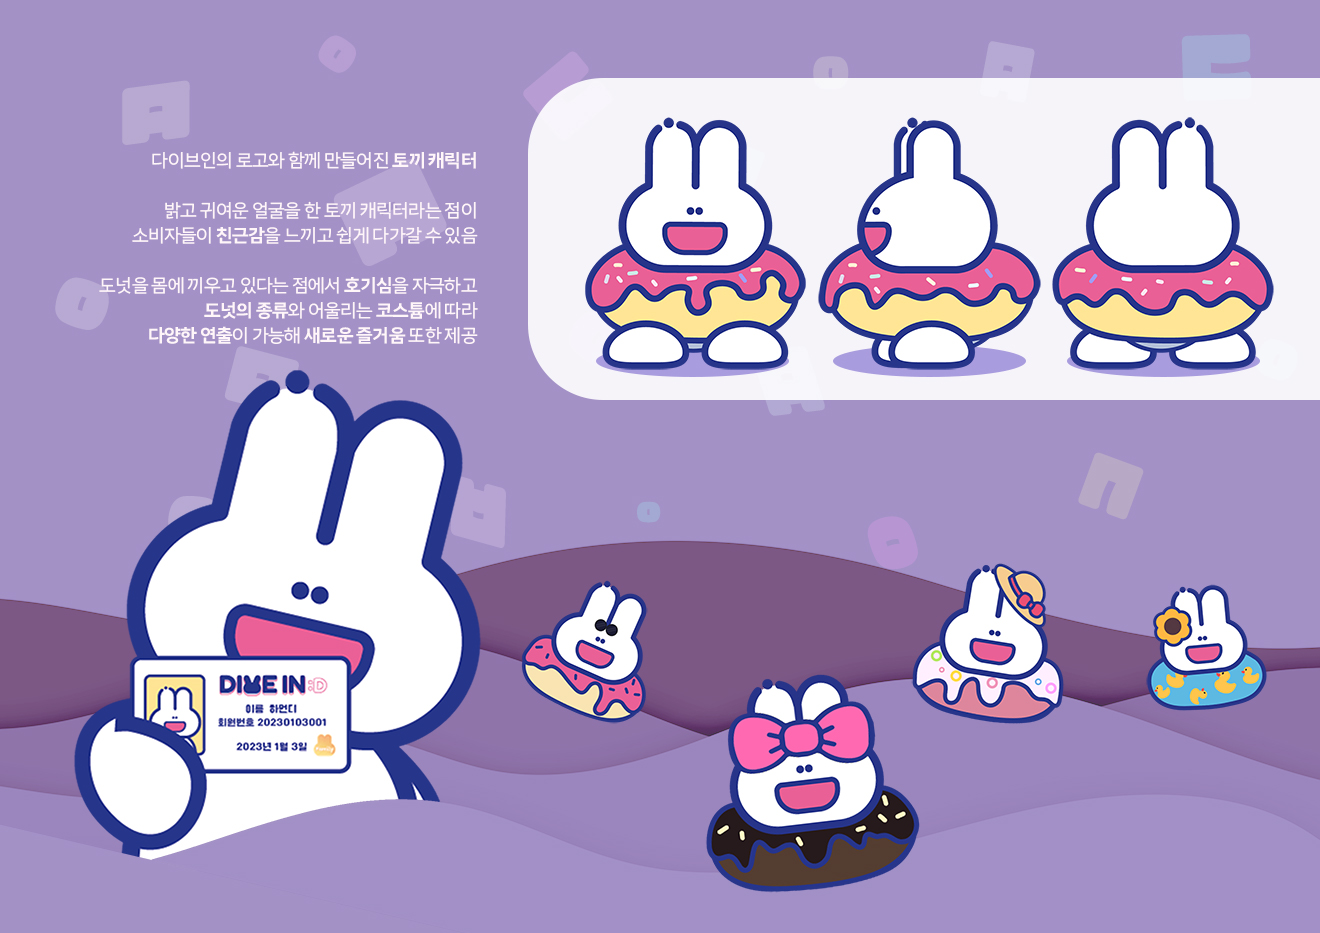 다이브인의 로고와 함께 만들어진 토끼 캐릭터
밝고 귀여운 얼굴을 한 토끼 캐릭터라는 점이
소비자들이 친근감을 느끼고 쉽게 다가갈 수 있음
도넛을 몸에 끼우고 있다는 점에서 호기심을 자극하고
도넛의 종류와 어울리는 코스튬에 따라
다양한 연출이 가능해 새로운 즐거움 또한 제공
DIVE IN:D
이름 하먼디
회원번호 20230103001
2023년 1월 3일
Family